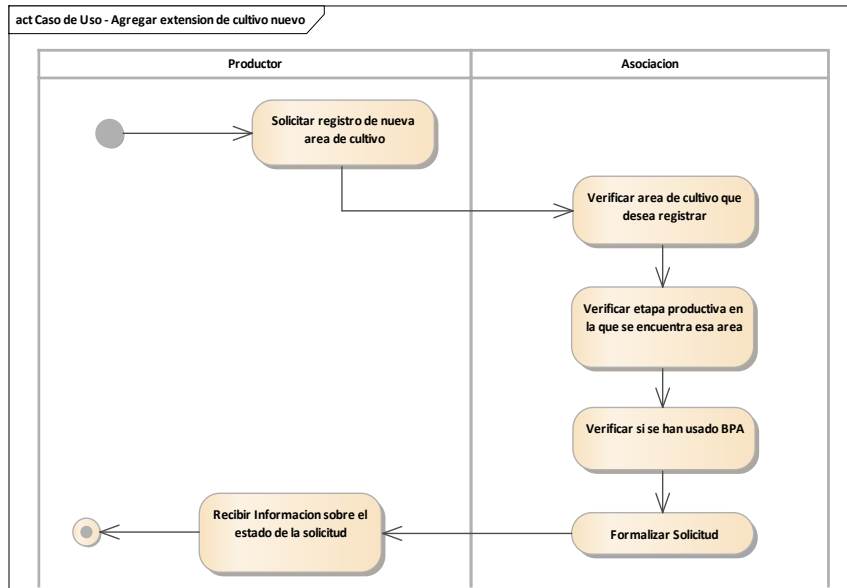 act Caso de Uso - Agregar extension de cultivo nuevo
Productor
Asociacion
Solicitar registro de nueva
area de cultivo
Verificar area de cultivo que
desea registrar
Verificar etapa productiva en
la que se encuentra esa area
Verificar si se han usado BPA
Formalizar Solicitud
Recibir Informacion sobre el
estado de la solicitud